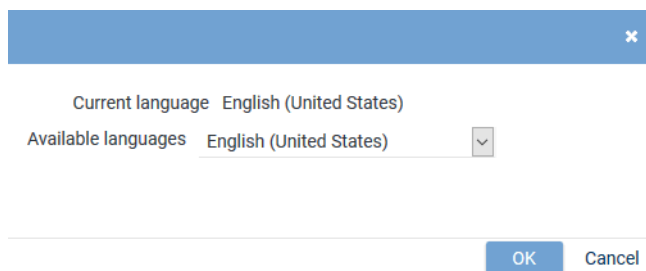 Current language English (United States)
Available languages English (United States)
OK Cancel